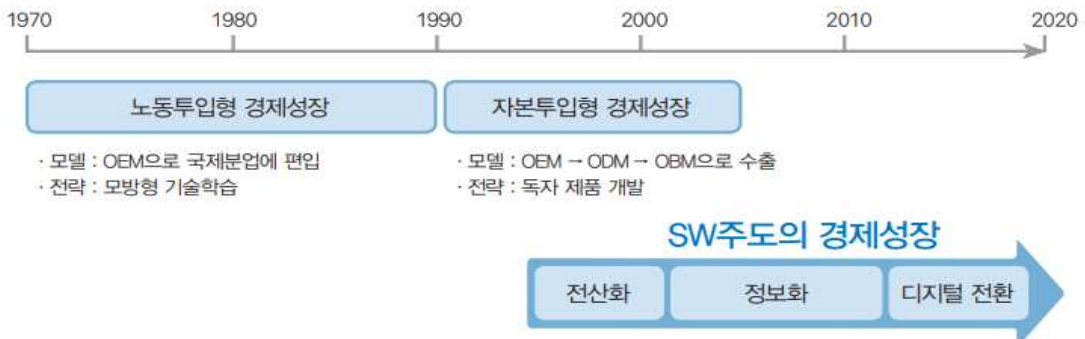 1970 1980 1990 2000 2010 2020
노동투입형 경제성장 자본투입형 경제성장
· 모델 : OEM으로 국제분업에 편입
· 전략 : 모방형 기술학습
· 모델 : OEM → ODM → OBM으로 수출
· 전략 : 독자 제품 개발
SW주도의 경제성장
전산화 정보화 디지털 전환